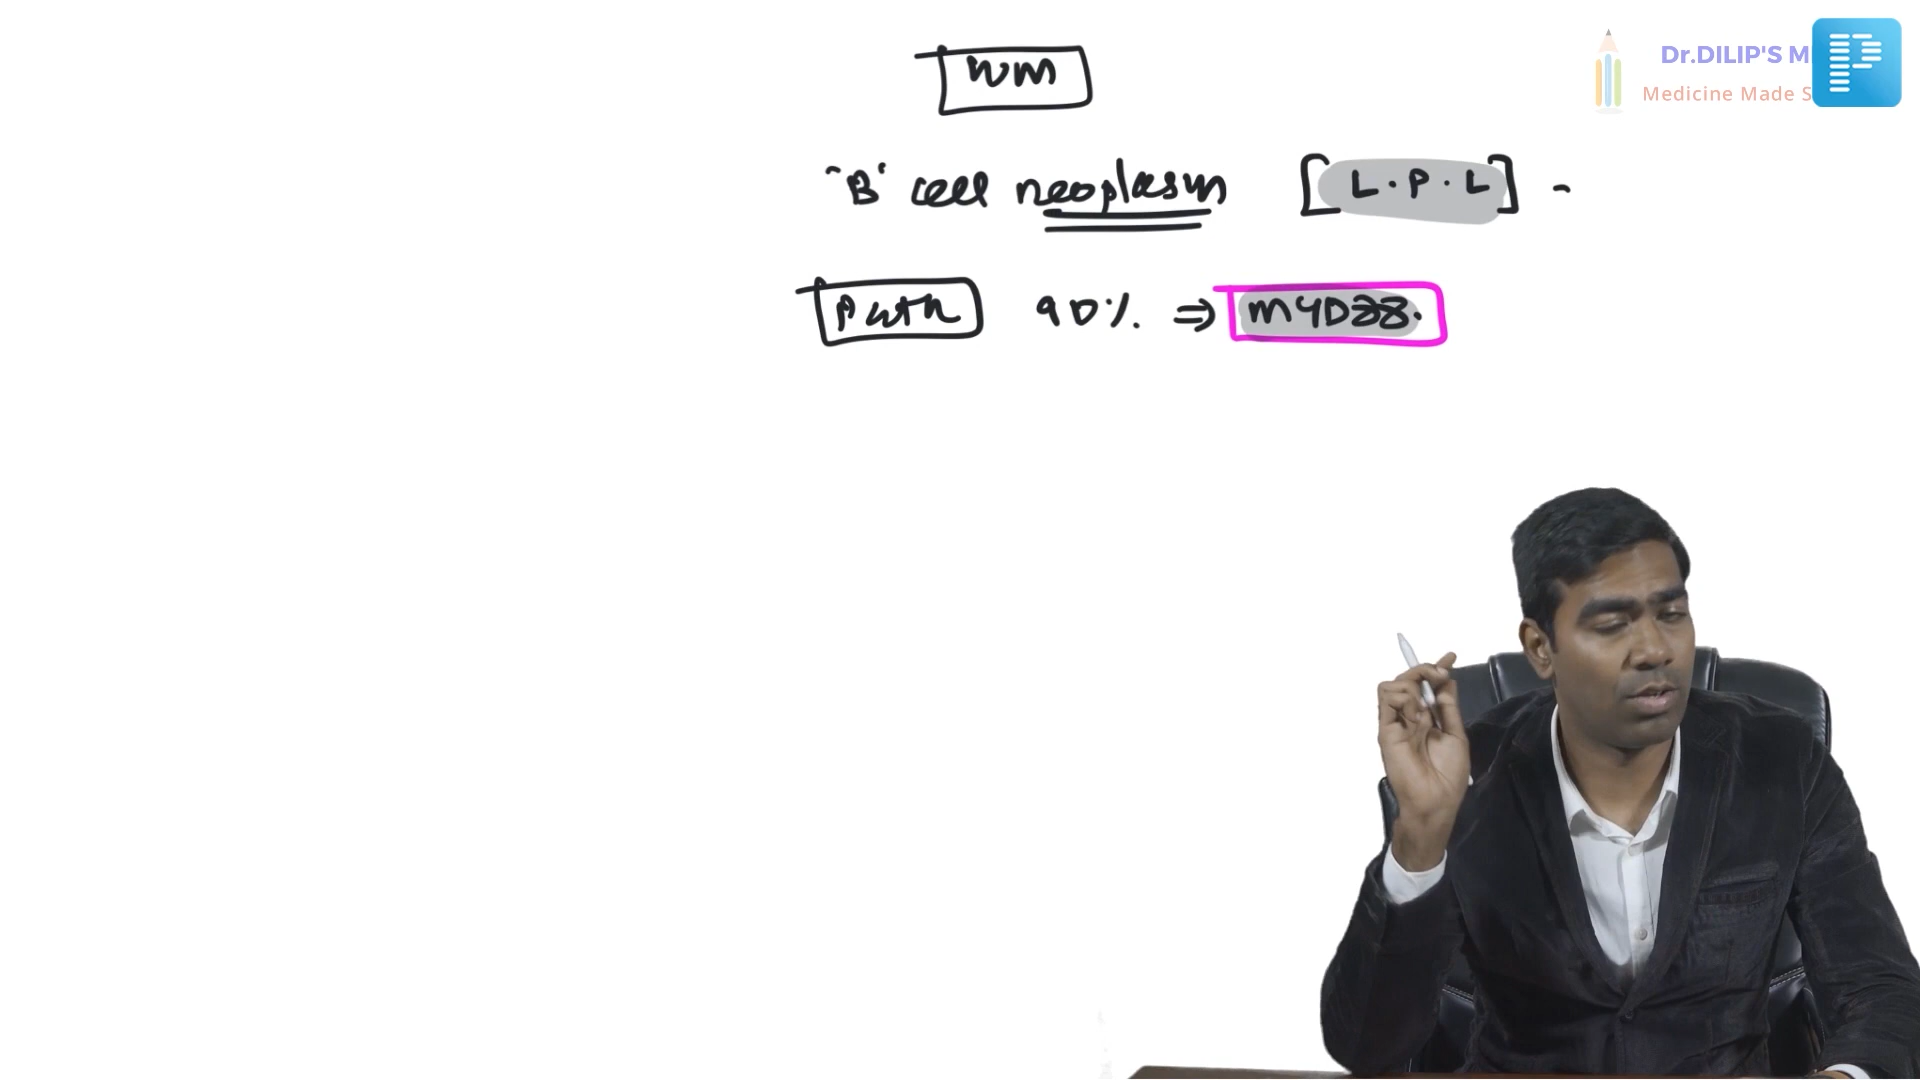 WM
"B" cell neoplasm [L.P.L] -
Path 90% ⇒ MYD88.
Dr.DILIP'S M
Medicine Made S